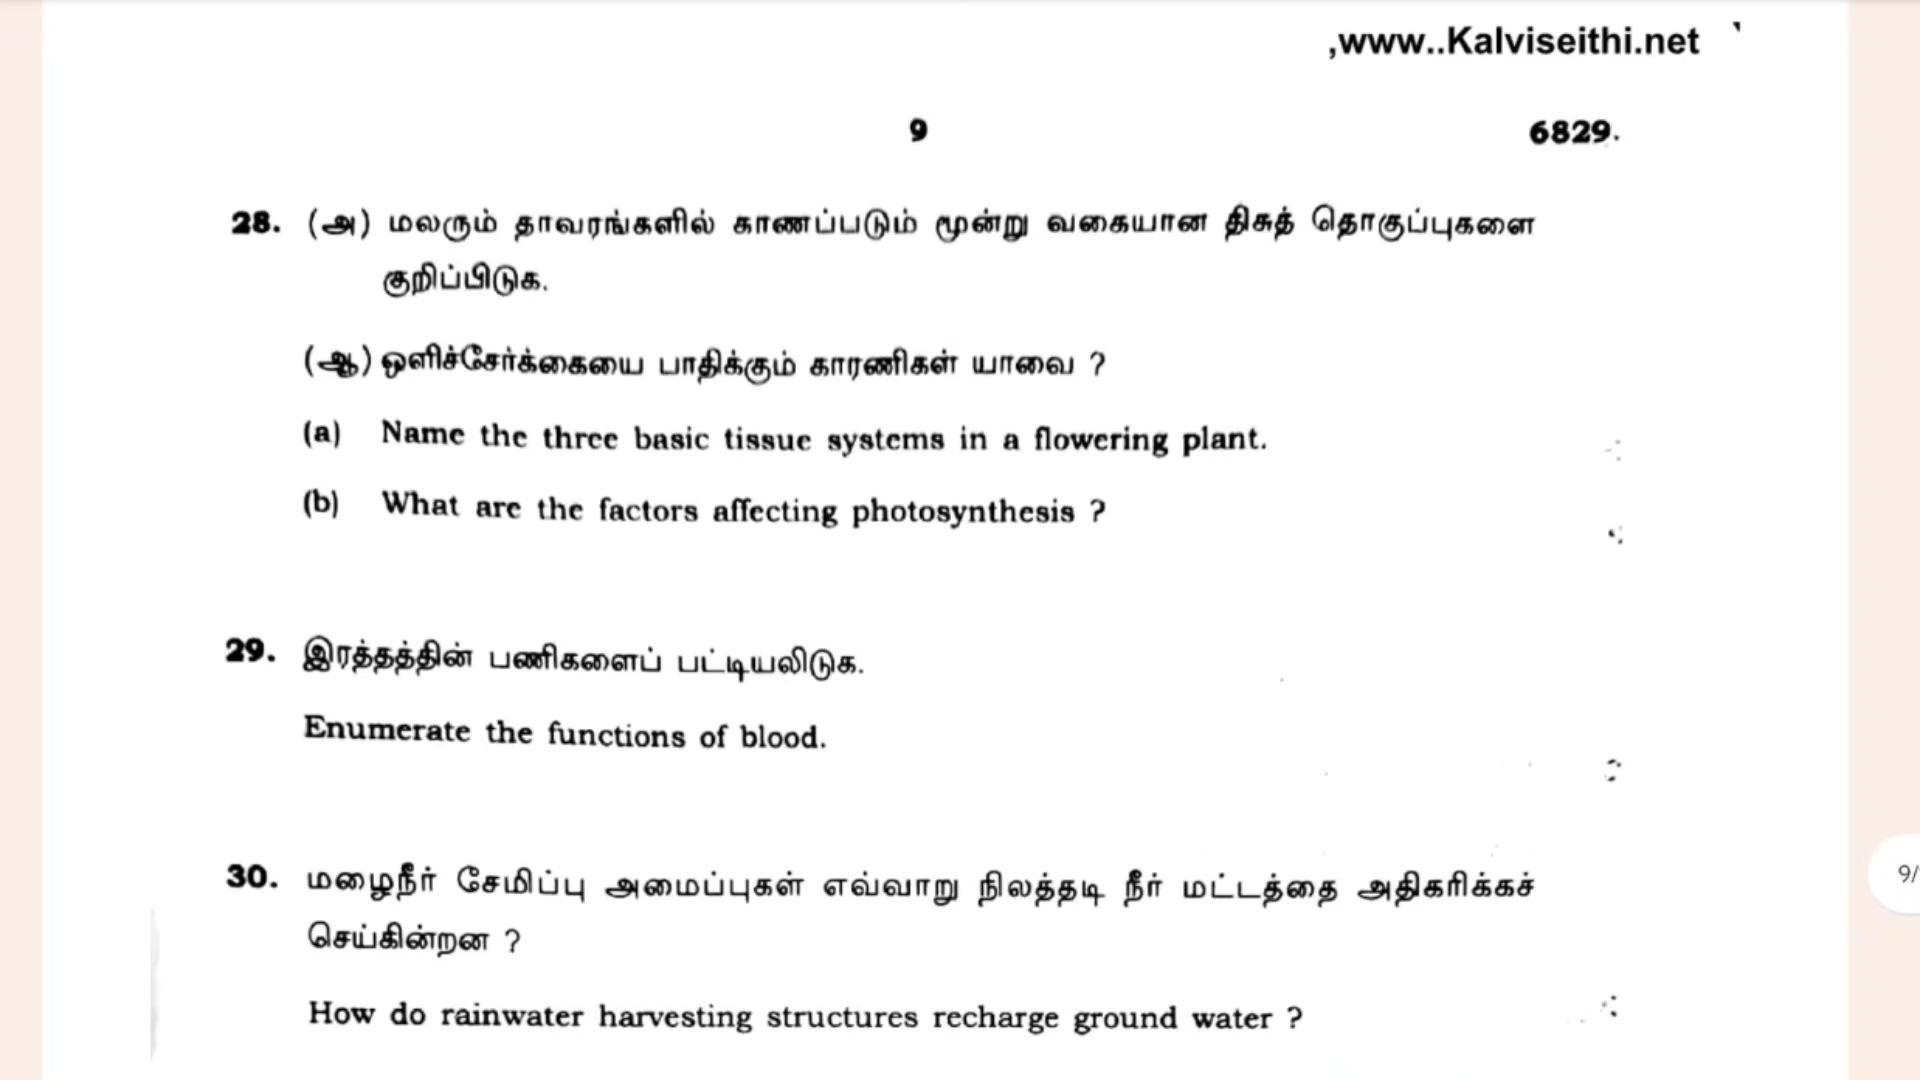 ,www..Kalviseithi.net
9
6829.
28. (அ) மலரும் தாவரங்களில் காணப்படும் மூன்று வகையான திசுத் தொகுப்புகளை
குறிப்பிடுக.
(ஆ) ஒளிச்சேர்க்கையை பாதிக்கும் காரணிகள் யாவை ?
(a) Name the three basic tissue systems in a flowering plant.
(b) What are the factors affecting photosynthesis ?
29. இரத்தத்தின் பணிகளைப் பட்டியலிடுக.
Enumerate the functions of blood.
30. மழைநீர் சேமிப்பு அமைப்புகள் எவ்வாறு நிலத்தடி நீர் மட்டத்தை அதிகரிக்கச்
செய்கின்றன ?
How do rainwater harvesting structures recharge ground water ?
9/